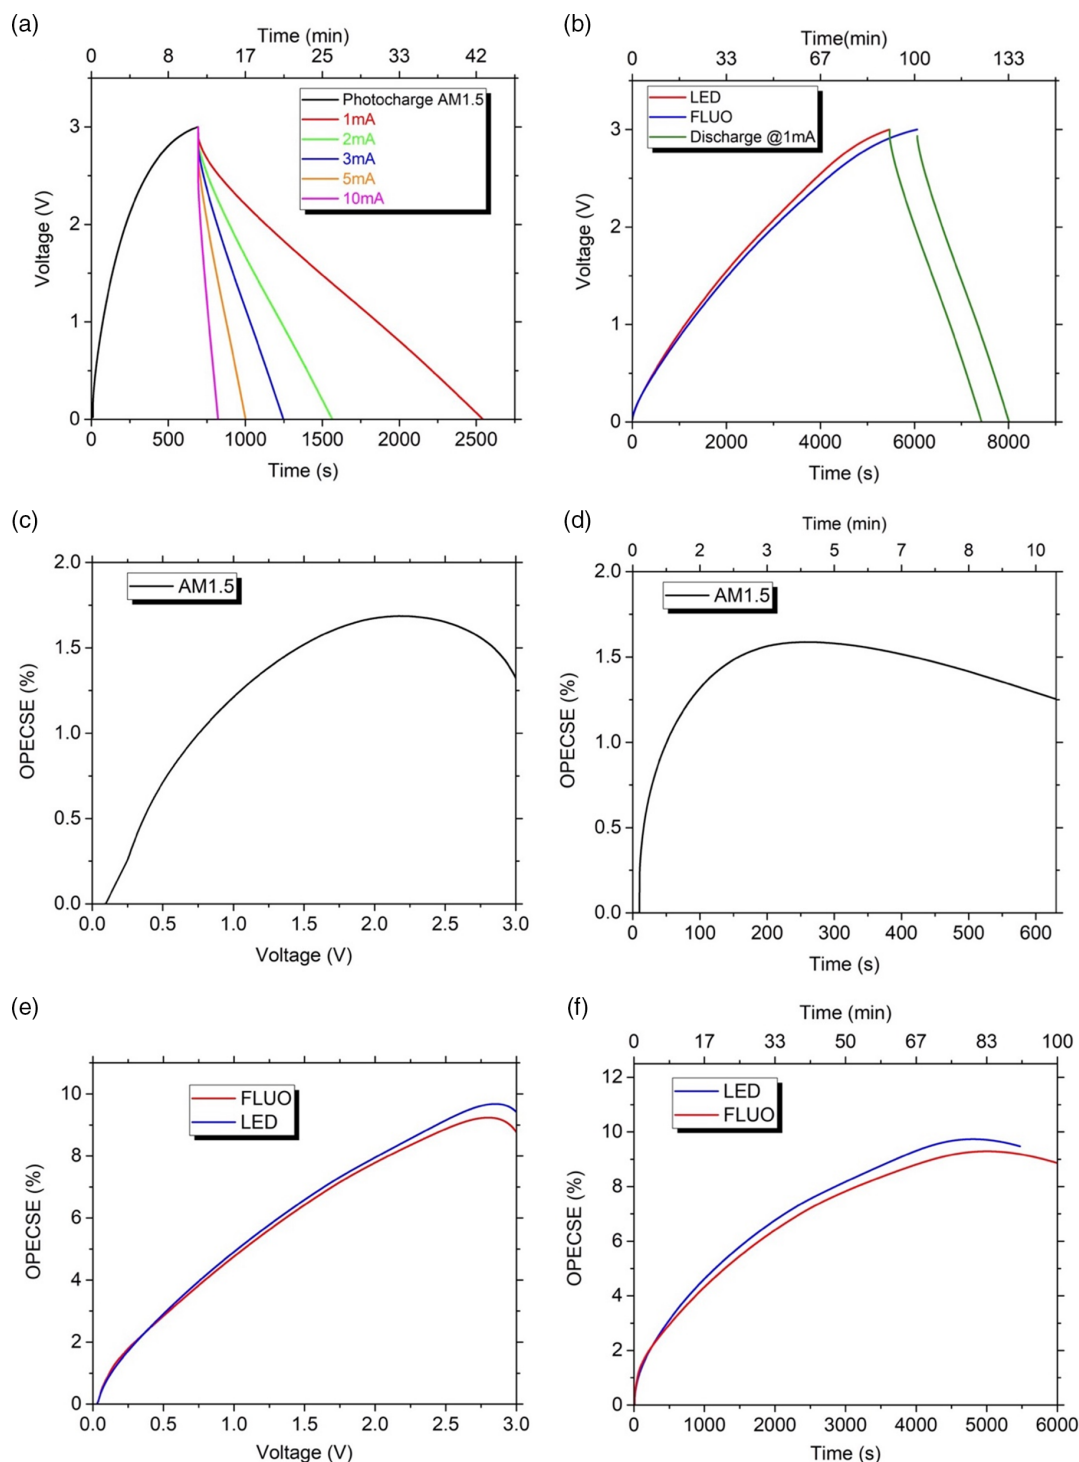 (a)
Time (min)
0 8 17 25 33 42
Photocharge AM1.5
1mA
2mA
3mA
5mA
10mA
3
2
1
0
Voltage (V)
0 500 1000 1500 2000 2500
Time (s)
(b)
Time(min)
0 33 67 100 133
LED
FLUO
Discharge @1mA
3
2
1
0
Voltage (V)
0 2000 4000 6000 8000
Time (s)
(c)
AM1.5
2.0
1.5
1.0
0.5
0.0
OPECSE (%)
0.0 0.5 1.0 1.5 2.0 2.5 3.0
Voltage (V)
(d)
Time (min)
0 2 3 5 7 8 10
AM1.5
2.0
1.5
1.0
0.5
0.0
OPECSE (%)
0 100 200 300 400 500 600
Time (s)
(e)
FLUO
LED
10
8
6
4
2
0
OPECSE (%)
0.0 0.5 1.0 1.5 2.0 2.5 3.0
Voltage (V)
(f)
Time (min)
0 17 33 50 67 83 100
LED
FLUO
12
10
8
6
4
2
0
OPECSE (%)
0 1000 2000 3000 4000 5000 6000
Time (s)